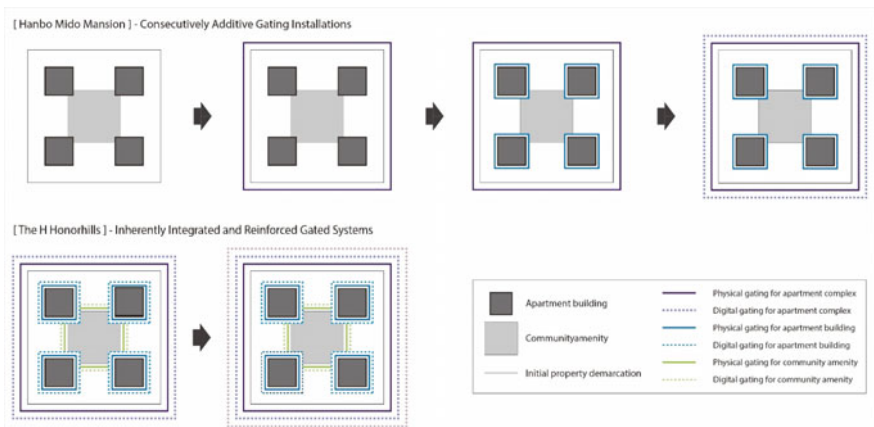 [ Hanbo Mido Mansion ] - Consecutively Additive Gating Installations
[ The H Honorhills ] - Inherently Integrated and Reinforced Gated Systems
Apartment building
Communityamenity
Initial property demarcation
Physical gating for apartment complex
Digital gating for apartment complex
Physical gating for apartment building
Digital gating for apartment building
Physical gating for community amenity
Digital gating for community amenity